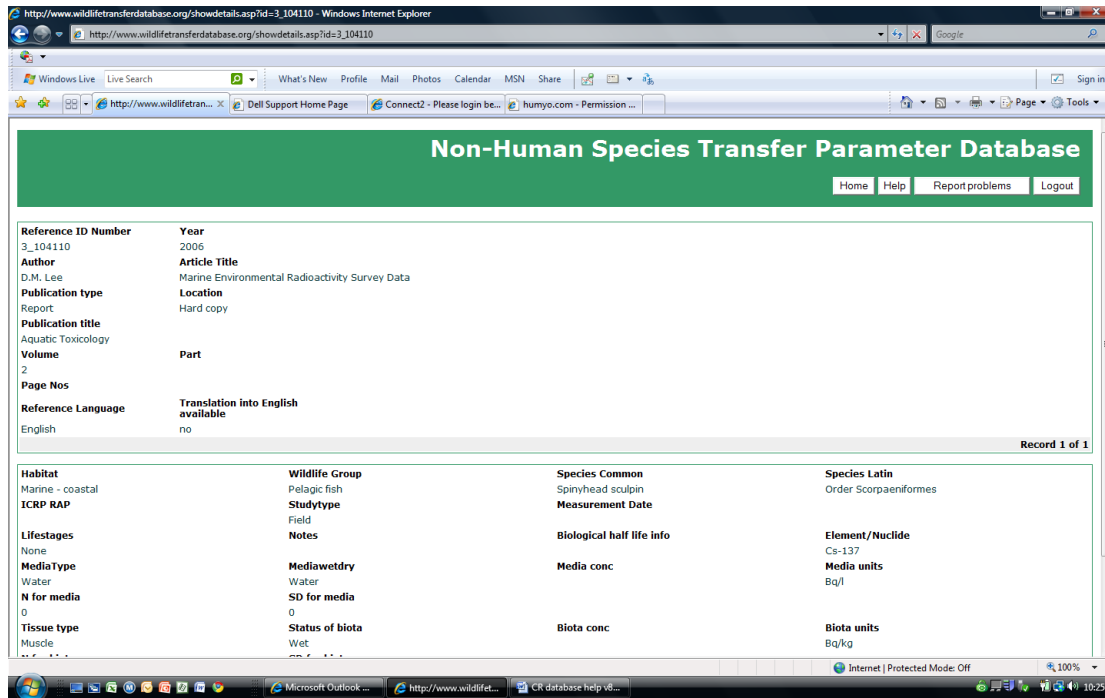 http://www.wildlifetransferdatabase.org/showdetails.asp?id=3_104110 - Windows Internet Explorer
http://www.wildlifetransferdatabase.org/showdetails.asp?id=3_104110 Google
Windows Live Live Search What's New Profile Mail Photos Calendar MSN Share Sign in
http://www.wildlifetran... X Dell Support Home Page Connect2 - Please login be... humyo.com - Permission ... Page Tools
Non-Human Species Transfer Parameter Database
Home Help Report problems Logout
Reference ID Number Year
3_104110 2006
Author Article Title
D.M. Lee Marine Environmental Radioactivity Survey Data
Publication type Location
Report Hard copy
Publication title
Aquatic Toxicology
Volume Part
2
Page Nos
Reference Language Translation into English available
English no
Record 1 of 1
Habitat Wildlife Group Species Common Species Latin
Marine - coastal Pelagic fish Spinyhead sculpin Order Scorpaeniformes
ICRP RAP Studytype Measurement Date
Field
Lifestages Notes Biological half life info Element/Nuclide
None Cs-137
MediaType Mediawetdry Media conc Media units
Water Water Bq/l
N for media SD for media
0 0
Tissue type Status of biota Biota conc Biota units
Muscle Wet Bq/kg
Internet | Protected Mode: Off 100%
Microsoft Outlook ... http://www.wildlifet... CR database help v8... 10:25